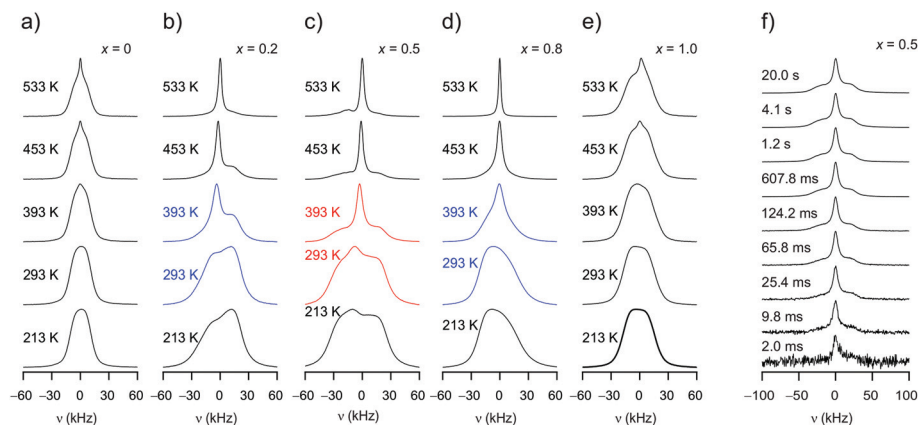 a)
x = 0
533 K
453 K
393 K
293 K
213 K
−60 −30 0 30 60
ν (kHz)
b)
x = 0.2
533 K
453 K
393 K
293 K
213 K
−60 −30 0 30 60
ν (kHz)
c)
x = 0.5
533 K
453 K
393 K
293 K
213 K
−60 −30 0 30 60
ν (kHz)
d)
x = 0.8
533 K
453 K
393 K
293 K
213 K
−60 −30 0 30 60
ν (kHz)
e)
x = 1.0
533 K
453 K
393 K
293 K
213 K
−60 −30 0 30 60
ν (kHz)
f)
x = 0.5
20.0 s
4.1 s
1.2 s
607.8 ms
124.2 ms
65.8 ms
25.4 ms
9.8 ms
2.0 ms
−100 −50 0 50 100
ν (kHz)